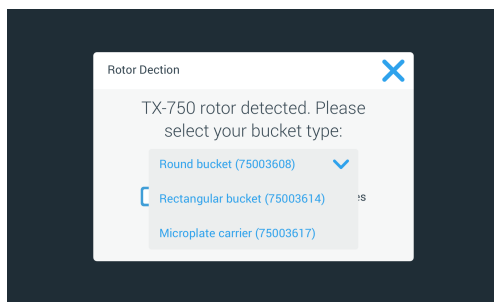 Rotor Dection
TX-750 rotor detected. Please
select your bucket type:
Round bucket (75003608)
Rectangular bucket (75003614)
Microplate carrier (75003617)